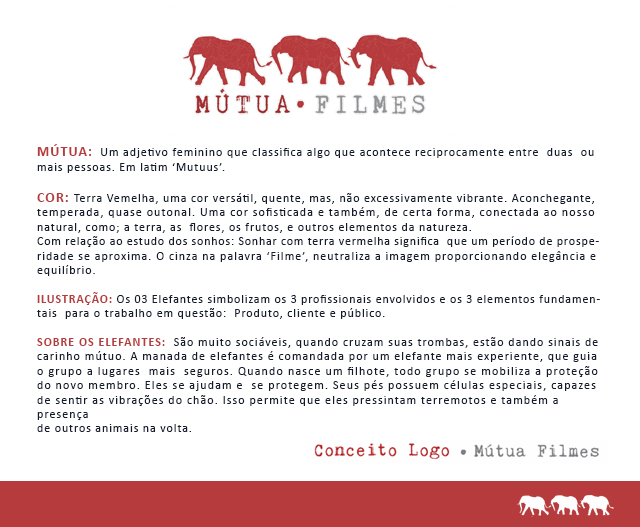 MÚTUA • FILMES
MÚTUA: Um adjetivo feminino que classifica algo que acontece reciprocamente entre duas ou
mais pessoas. Em latim ‘Mutuus’.
COR: Terra Vemelha, uma cor versátil, quente, mas, não excessivamente vibrante. Aconchegante,
temperada, quase outonal. Uma cor sofisticada e também, de certa forma, conectada ao nosso
natural, como; a terra, as flores, os frutos, e outros elementos da natureza.
Com relação ao estudo dos sonhos: Sonhar com terra vermelha significa que um período de prospe-
ridade se aproxima. O cinza na palavra ‘Filme’, neutraliza a imagem proporcionando elegância e
equilíbrio.
ILUSTRAÇÃO: Os 03 Elefantes simbolizam os 3 profissionais envolvidos e os 3 elementos fundamen-
tais para o trabalho em questão: Produto, cliente e público.
SOBRE OS ELEFANTES: São muito sociáveis, quando cruzam suas trombas, estão dando sinais de
carinho mútuo. A manada de elefantes é comandada por um elefante mais experiente, que guia
o grupo a lugares mais seguros. Quando nasce um filhote, todo grupo se mobiliza a proteção
do novo membro. Eles se ajudam e se protegem. Seus pés possuem células especiais, capazes
de sentir as vibrações do chão. Isso permite que eles pressintam terremotos e também a
presença
de outros animais na volta.
Conceito Logo • Mútua Filmes